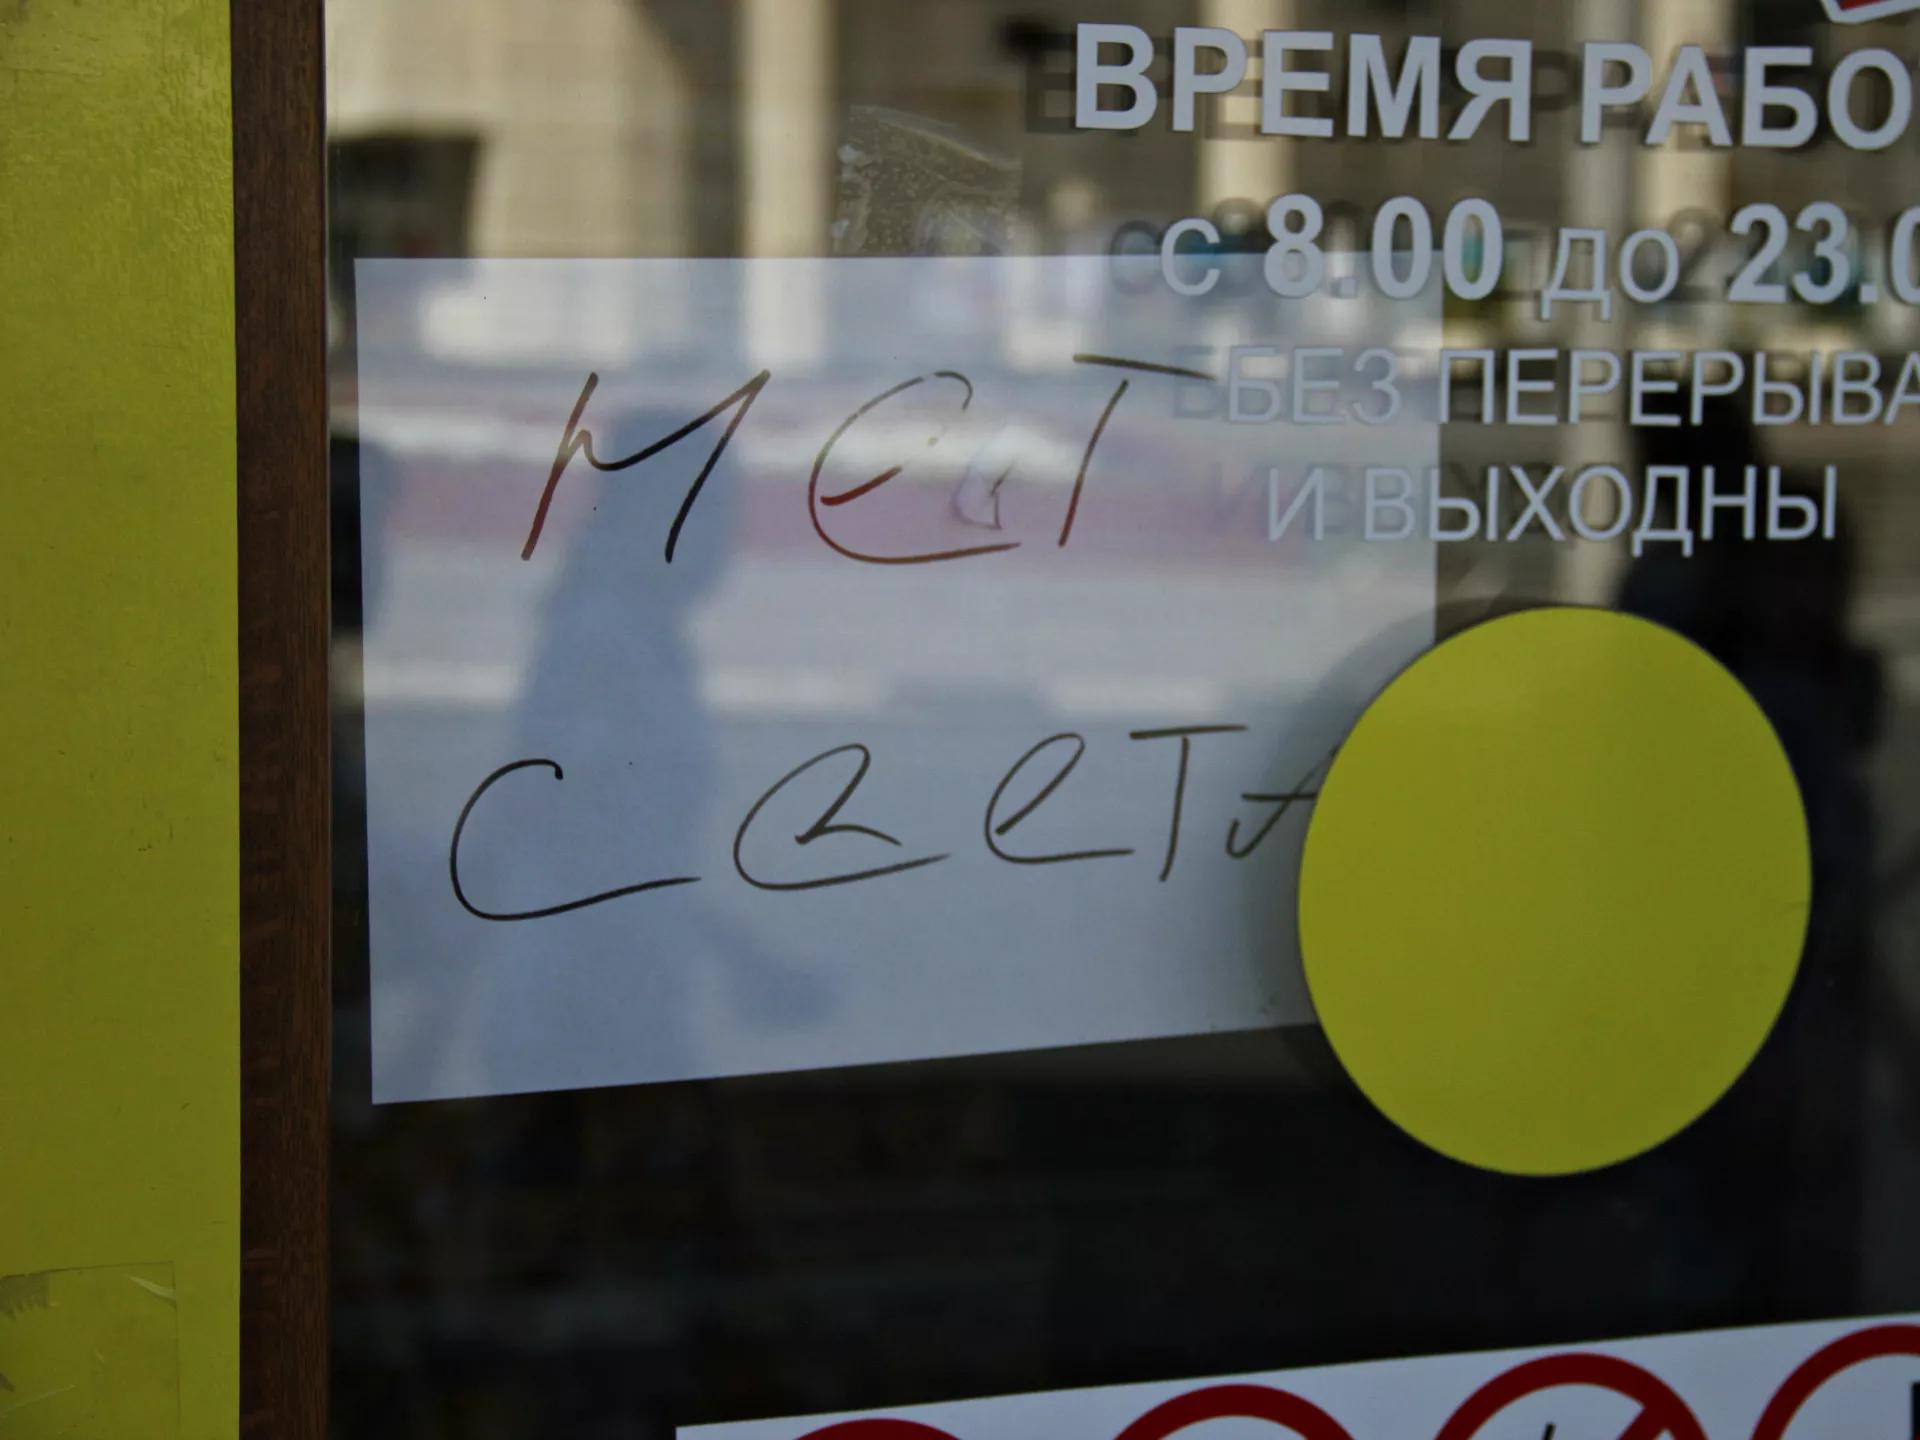 ВРЕМЯ РАБО
с 8.00 до 23.0
БЕЗ ПЕРЕРЫВА
И ВЫХОДНЫ
нет
света